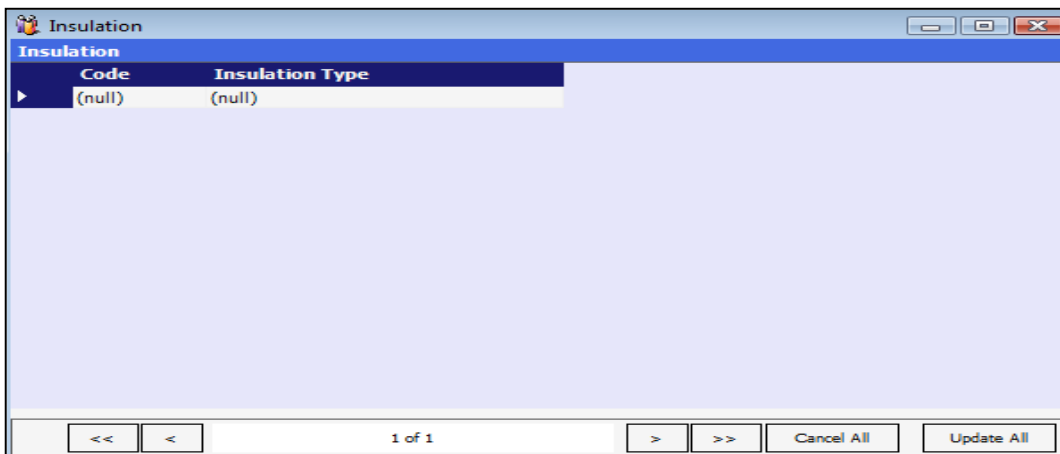 Insulation
Insulation
Code Insulation Type
(null) (null)
<< < 1 of 1 > >> Cancel All Update All